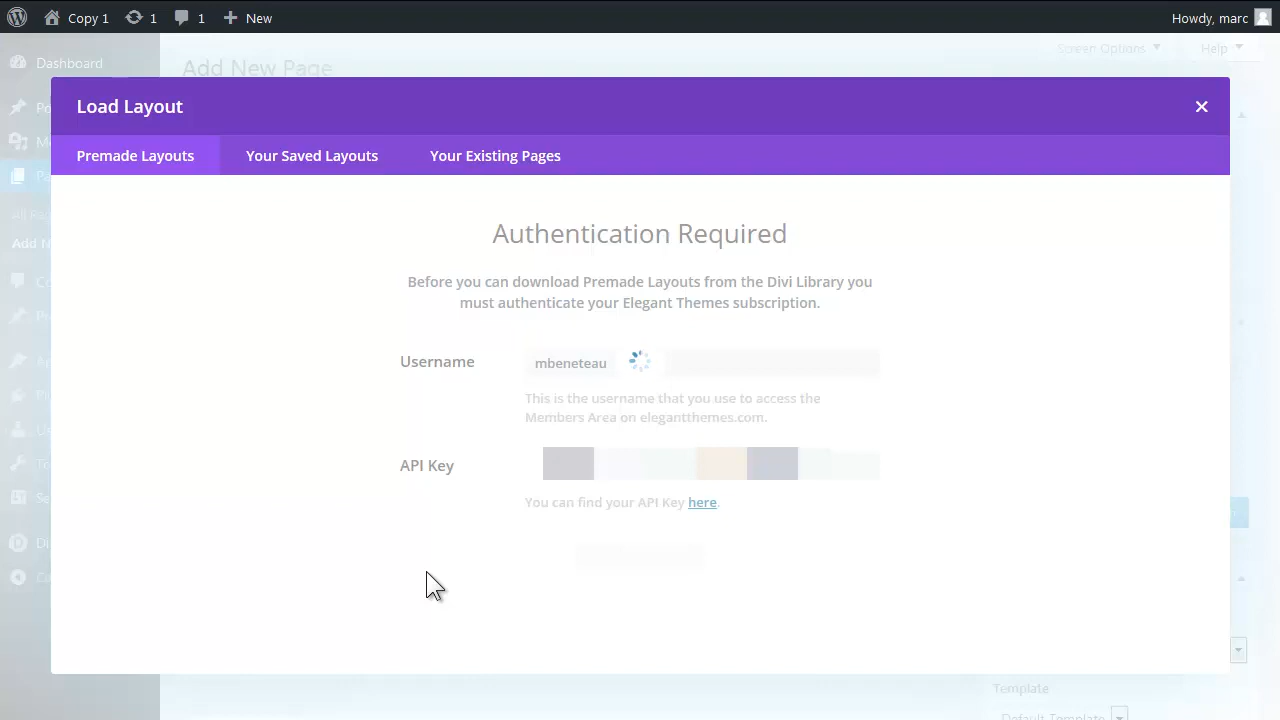 Copy 1 1 1 New Howdy, marc
Dashboard
Add New Page
Screen Options Help
Load Layout
Premade Layouts Your Saved Layouts Your Existing Pages
Authentication Required
Before you can download Premade Layouts from the Divi Library you
must authenticate your Elegant Themes subscription.
Username mbeneteau
This is the username that you use to access the
Members Area on elegantthemes.com.
API Key
You can find your API Key here.
Add N
Template
Default Template